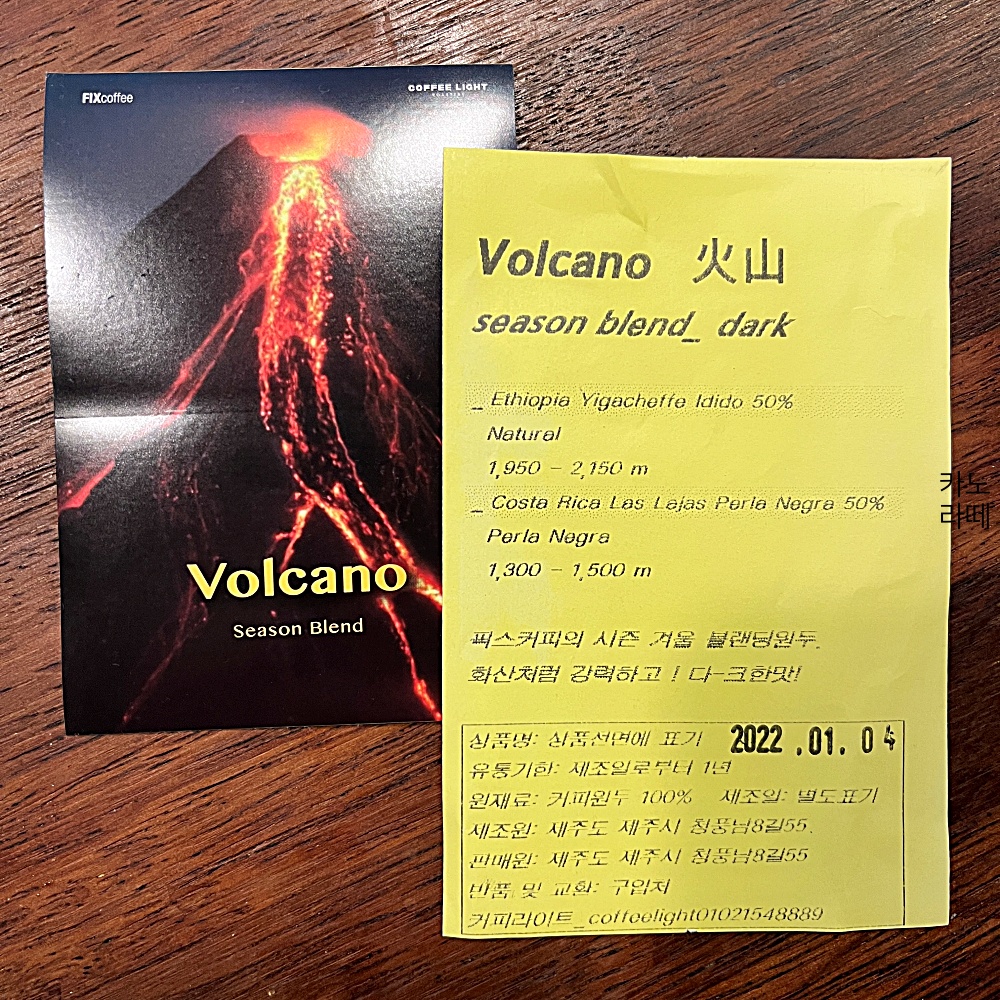 FIXcoffee
COFFEE LIGHT
ROASTERS
Volcano
Season Blend
Volcano 火山
season blend_ dark
_ Ethiopia Yigacheffe Idido 50%
Natural
1,950 - 2,150 m
_ Costa Rica Las Lajas Perla Negra 50%
Perla Negra
1,300 - 1,500 m
픽스커피의 시즌 겨울 블랜딩원두.
화산처럼 강력하고 ! 다-크한맛!
상품명: 상품전면에 표기 2022 .01. 04
유통기한: 제조일로부터 1년
원재료: 커피원두 100% 제조일: 별도표기
제조원: 제주도 제주시 청풍남8길55.
판매원: 제주도 제주시 청풍남8길55
반품 및 교환: 구입처
커피라이트_ coffeelight01021548889
카노
라떼